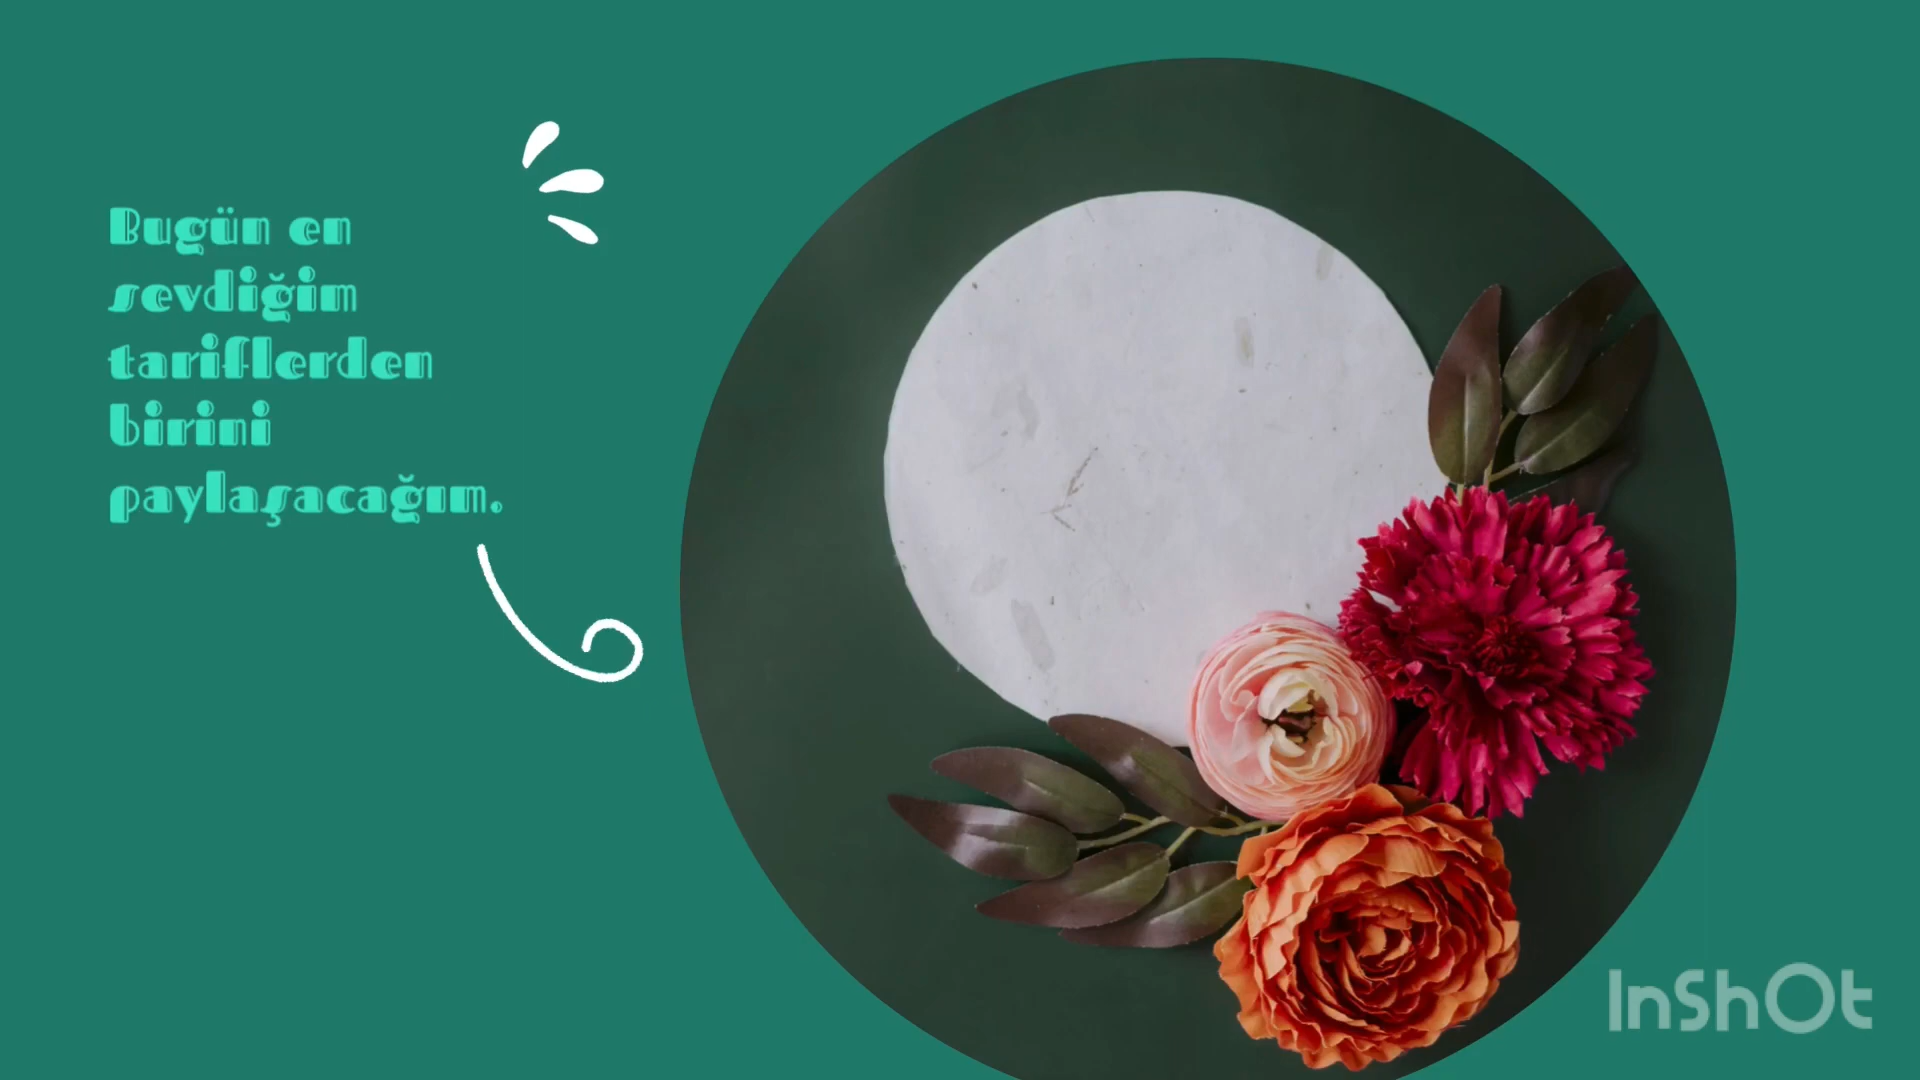 Bugün en
sevdiğim
tariflerden
birini
paylaşacağım.
InShOt